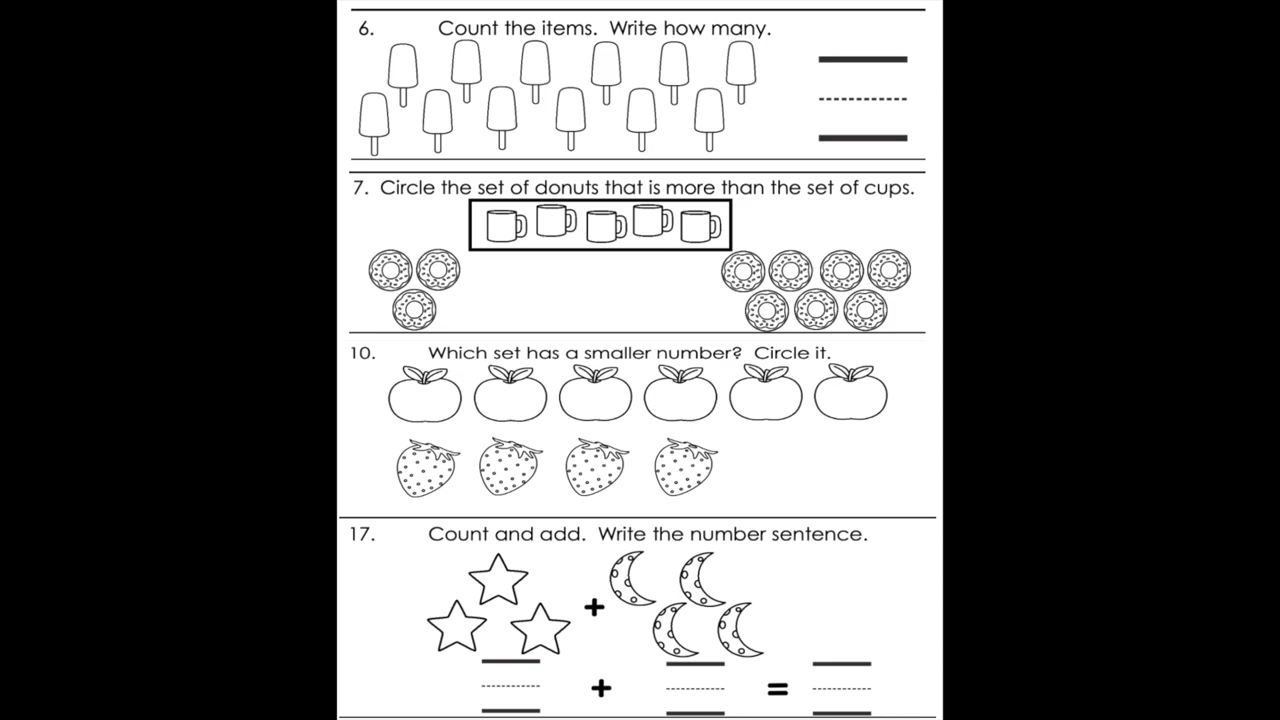 6. Count the items. Write how many.
7. Circle the set of donuts that is more than the set of cups.
10. Which set has a smaller number? Circle it.
17. Count and add. Write the number sentence.
+
+ =